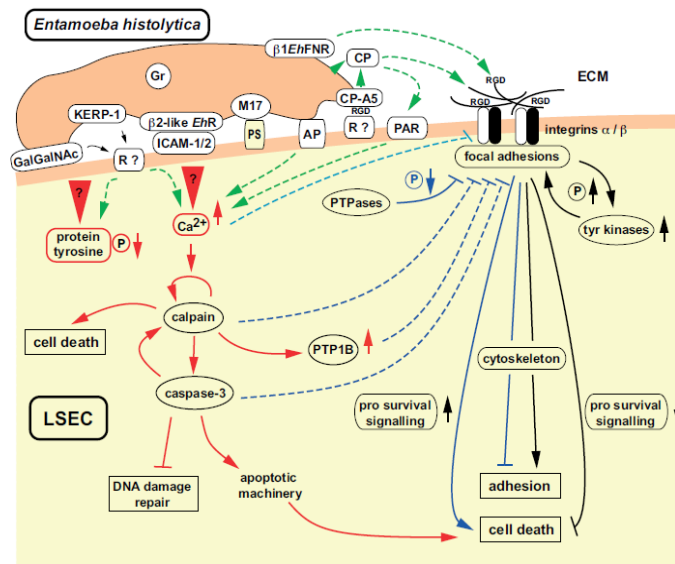 Entamoeba histolytica
β1EhFNR
CP
RGD
ECM
Gr
CP-A5
RGD
RGD
RGD
M17
KERP-1
β2-like EhR
ICAM-1/2
PS
AP
R ?
PAR
integrins α / β
GalGalNAc
R ?
focal adhesions
?
?
P
P
PTPases
protein
tyrosine
P
Ca2+
tyr kinases
calpain
cell death
PTP1B
cytoskeleton
caspase-3
LSEC
pro survival
signalling
pro survival
signalling
DNA damage
repair
apoptotic
machinery
adhesion
cell death